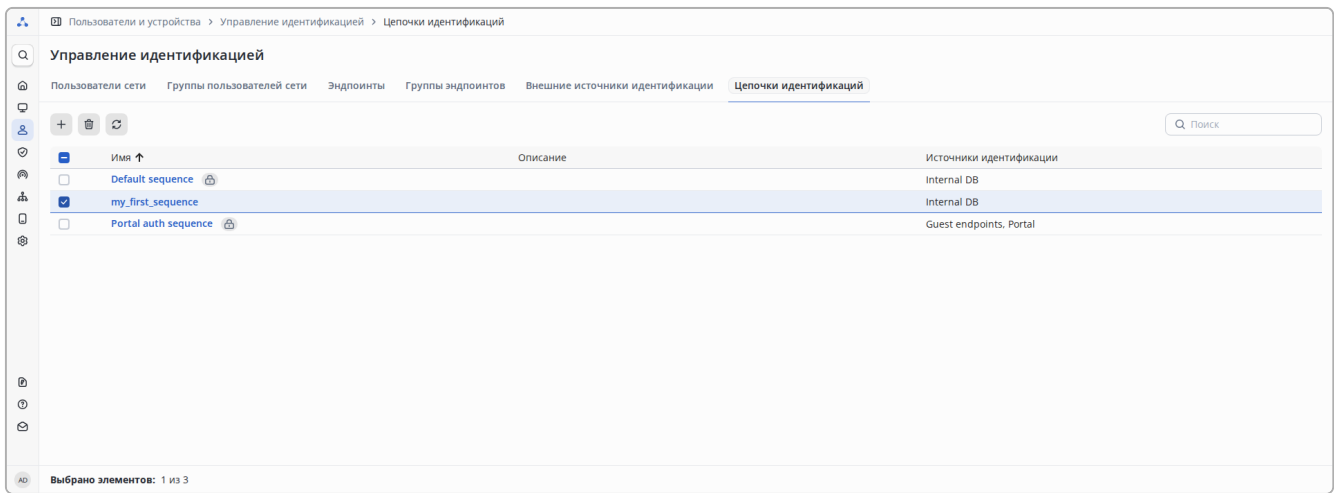 Пользователи и устройства > Управление идентификацией > Цепочки идентификаций
Управление идентификацией
Пользователи сети Группы пользователей сети Эндпоинты Группы эндпоинтов Внешние источники идентификации Цепочки идентификаций
Поиск
Имя Описание Источники идентификации
Default sequence Internal DB
my_first_sequence Internal DB
Portal auth sequence Guest endpoints, Portal
AD Выбрано элементов: 1 из 3